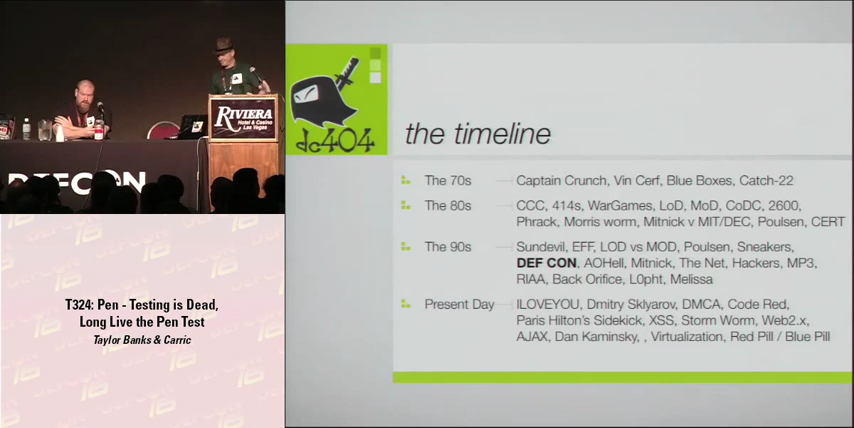 RIVIERA
Hotel & Casino
Las Vegas
DEFCON
T324: Pen - Testing is Dead,
Long Live the Pen Test
Taylor Banks & Carric
dc404
the timeline
The 70s Captain Crunch, Vin Cerf, Blue Boxes, Catch-22
The 80s CCC, 414s, WarGames, LoD, MoD, CoDC, 2600,
Phrack, Morris worm, Mitnick v MIT/DEC, Poulsen, CERT
The 90s Sundevil, EFF, LOD vs MOD, Poulsen, Sneakers,
DEF CON, AOHell, Mitnick, The Net, Hackers, MP3,
RIAA, Back Orifice, L0pht, Melissa
Present Day ILOVEYOU, Dmitry Sklyarov, DMCA, Code Red,
Paris Hilton's Sidekick, XSS, Storm Worm, Web2.x,
AJAX, Dan Kaminsky, , Virtualization, Red Pill / Blue Pill